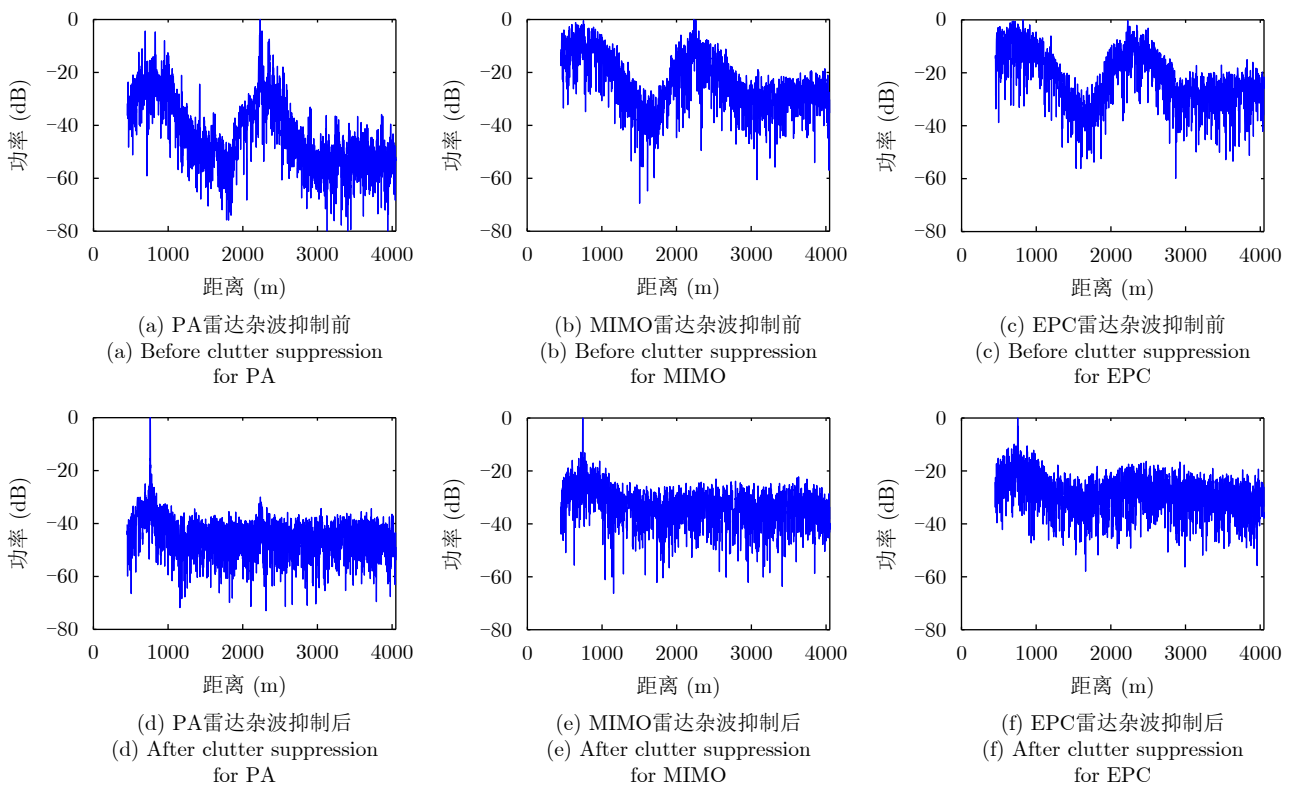 0
−20
−40
−60
−80
功率 (dB)
0 1000 2000 3000 4000
距离 (m)
(a) PA雷达杂波抑制前
(a) Before clutter suppression
for PA
0
−20
−40
−60
−80
功率 (dB)
0 1000 2000 3000 4000
距离 (m)
(b) MIMO雷达杂波抑制前
(b) Before clutter suppression
for MIMO
0
−20
−40
−60
−80
功率 (dB)
0 1000 2000 3000 4000
距离 (m)
(c) EPC雷达杂波抑制前
(c) Before clutter suppression
for EPC
0
−20
−40
−60
−80
功率 (dB)
0 1000 2000 3000 4000
距离 (m)
(d) PA雷达杂波抑制后
(d) After clutter suppression
for PA
0
−20
−40
−60
−80
功率 (dB)
0 1000 2000 3000 4000
距离 (m)
(e) MIMO雷达杂波抑制后
(e) After clutter suppression
for MIMO
0
−20
−40
−60
−80
功率 (dB)
0 1000 2000 3000 4000
距离 (m)
(f) EPC雷达杂波抑制后
(f) After clutter suppression
for EPC